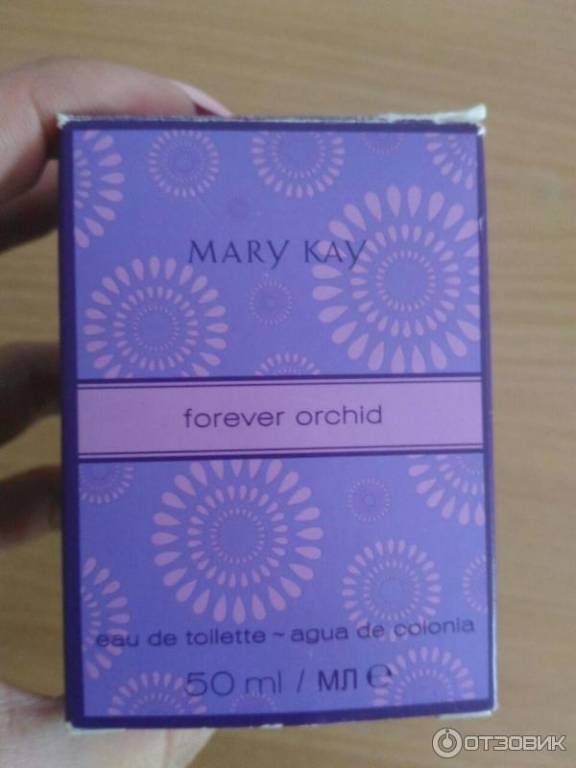 MARY KAY
forever orchid
eau de toilette ~ agua de colonia
50 ml / МЛ ℮
ОТЗОВИК